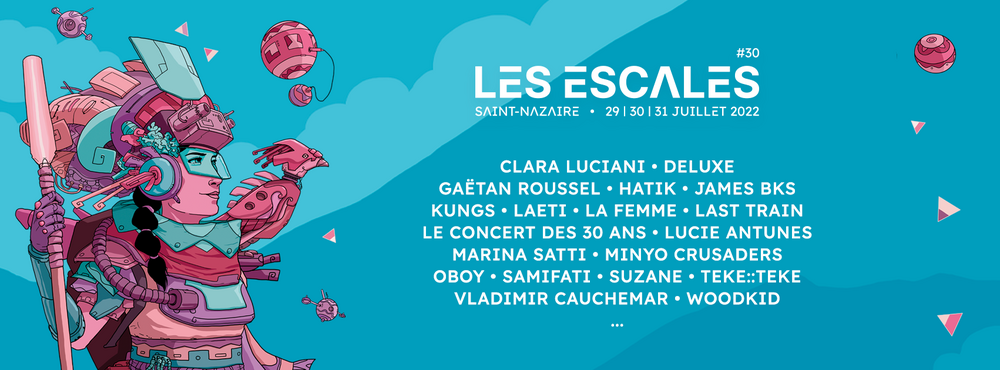 #30
LES ESCALES
SAINT-NAZAIRE • 29 | 30 | 31 JUILLET 2022
CLARA LUCIANI • DELUXE
GAËTAN ROUSSEL • HATIK • JAMES BKS
KUNGS • LAETI • LA FEMME • LAST TRAIN
LE CONCERT DES 30 ANS • LUCIE ANTUNES
MARINA SATTI • MINYO CRUSADERS
OBOY • SAMIFATI • SUZANE • TEKE::TEKE
VLADIMIR CAUCHEMAR • WOODKID
...